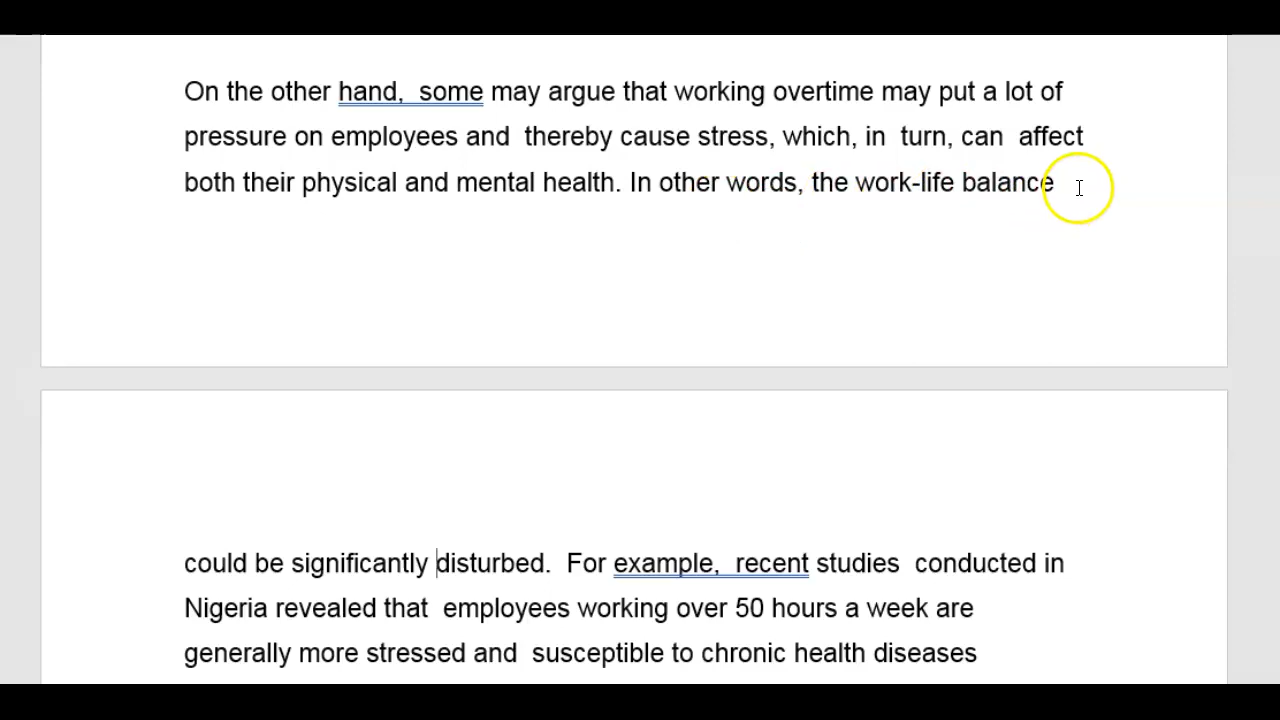 On the other hand,  some may argue that working overtime may put a lot of
pressure on employees and  thereby cause stress, which, in  turn, can  affect
both their physical and mental health. In other words, the work-life balance
could be significantly disturbed.  For example,  recent studies  conducted in
Nigeria revealed that  employees working over 50 hours a week are
generally more stressed and  susceptible to chronic health diseases